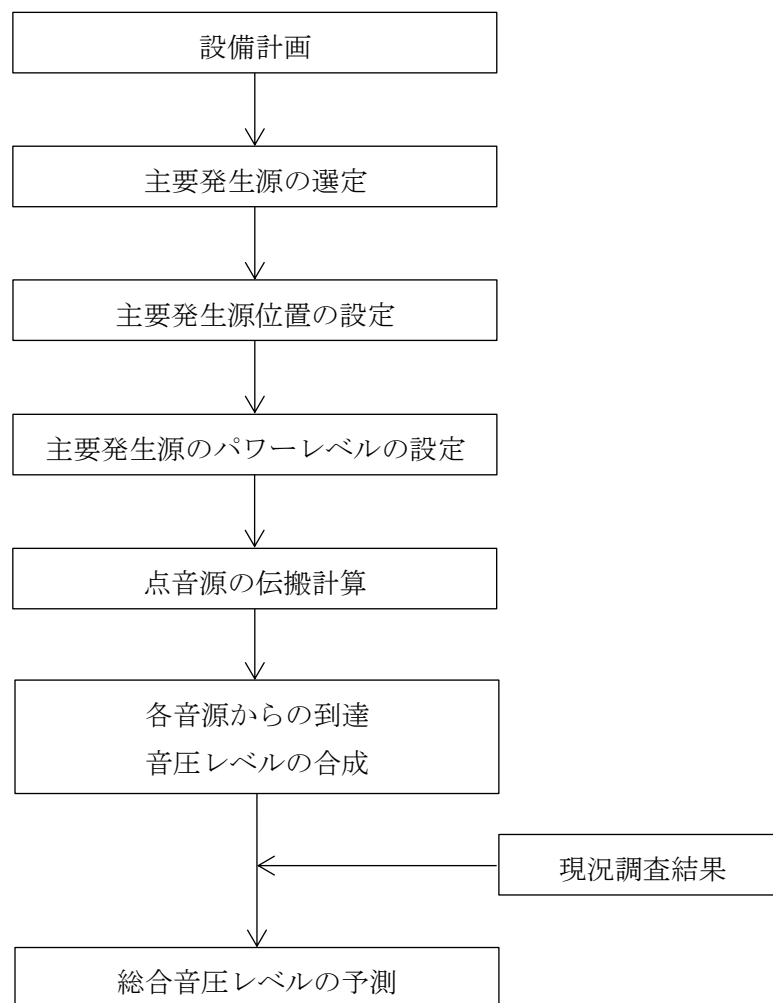 設備計画
主要発生源の選定
主要発生源位置の設定
主要発生源のパワーレベルの設定
点音源の伝搬計算
各音源からの到達
音圧レベルの合成
現況調査結果
総合音圧レベルの予測